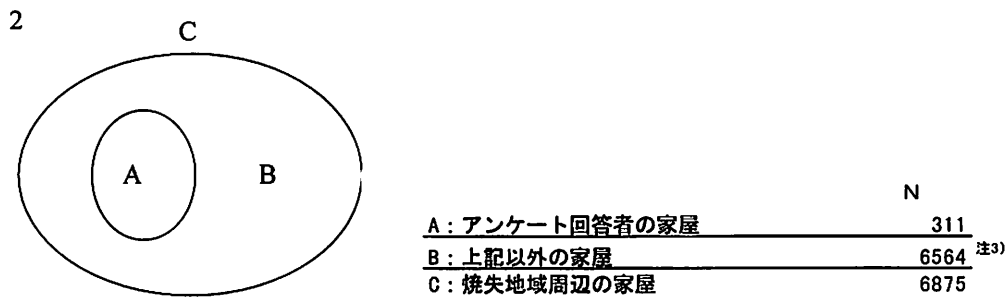 2
C
A B
N
A：アンケート回答者の家屋 311
B：上記以外の家屋 6564 注3)
C：焼失地域周辺の家屋 6875